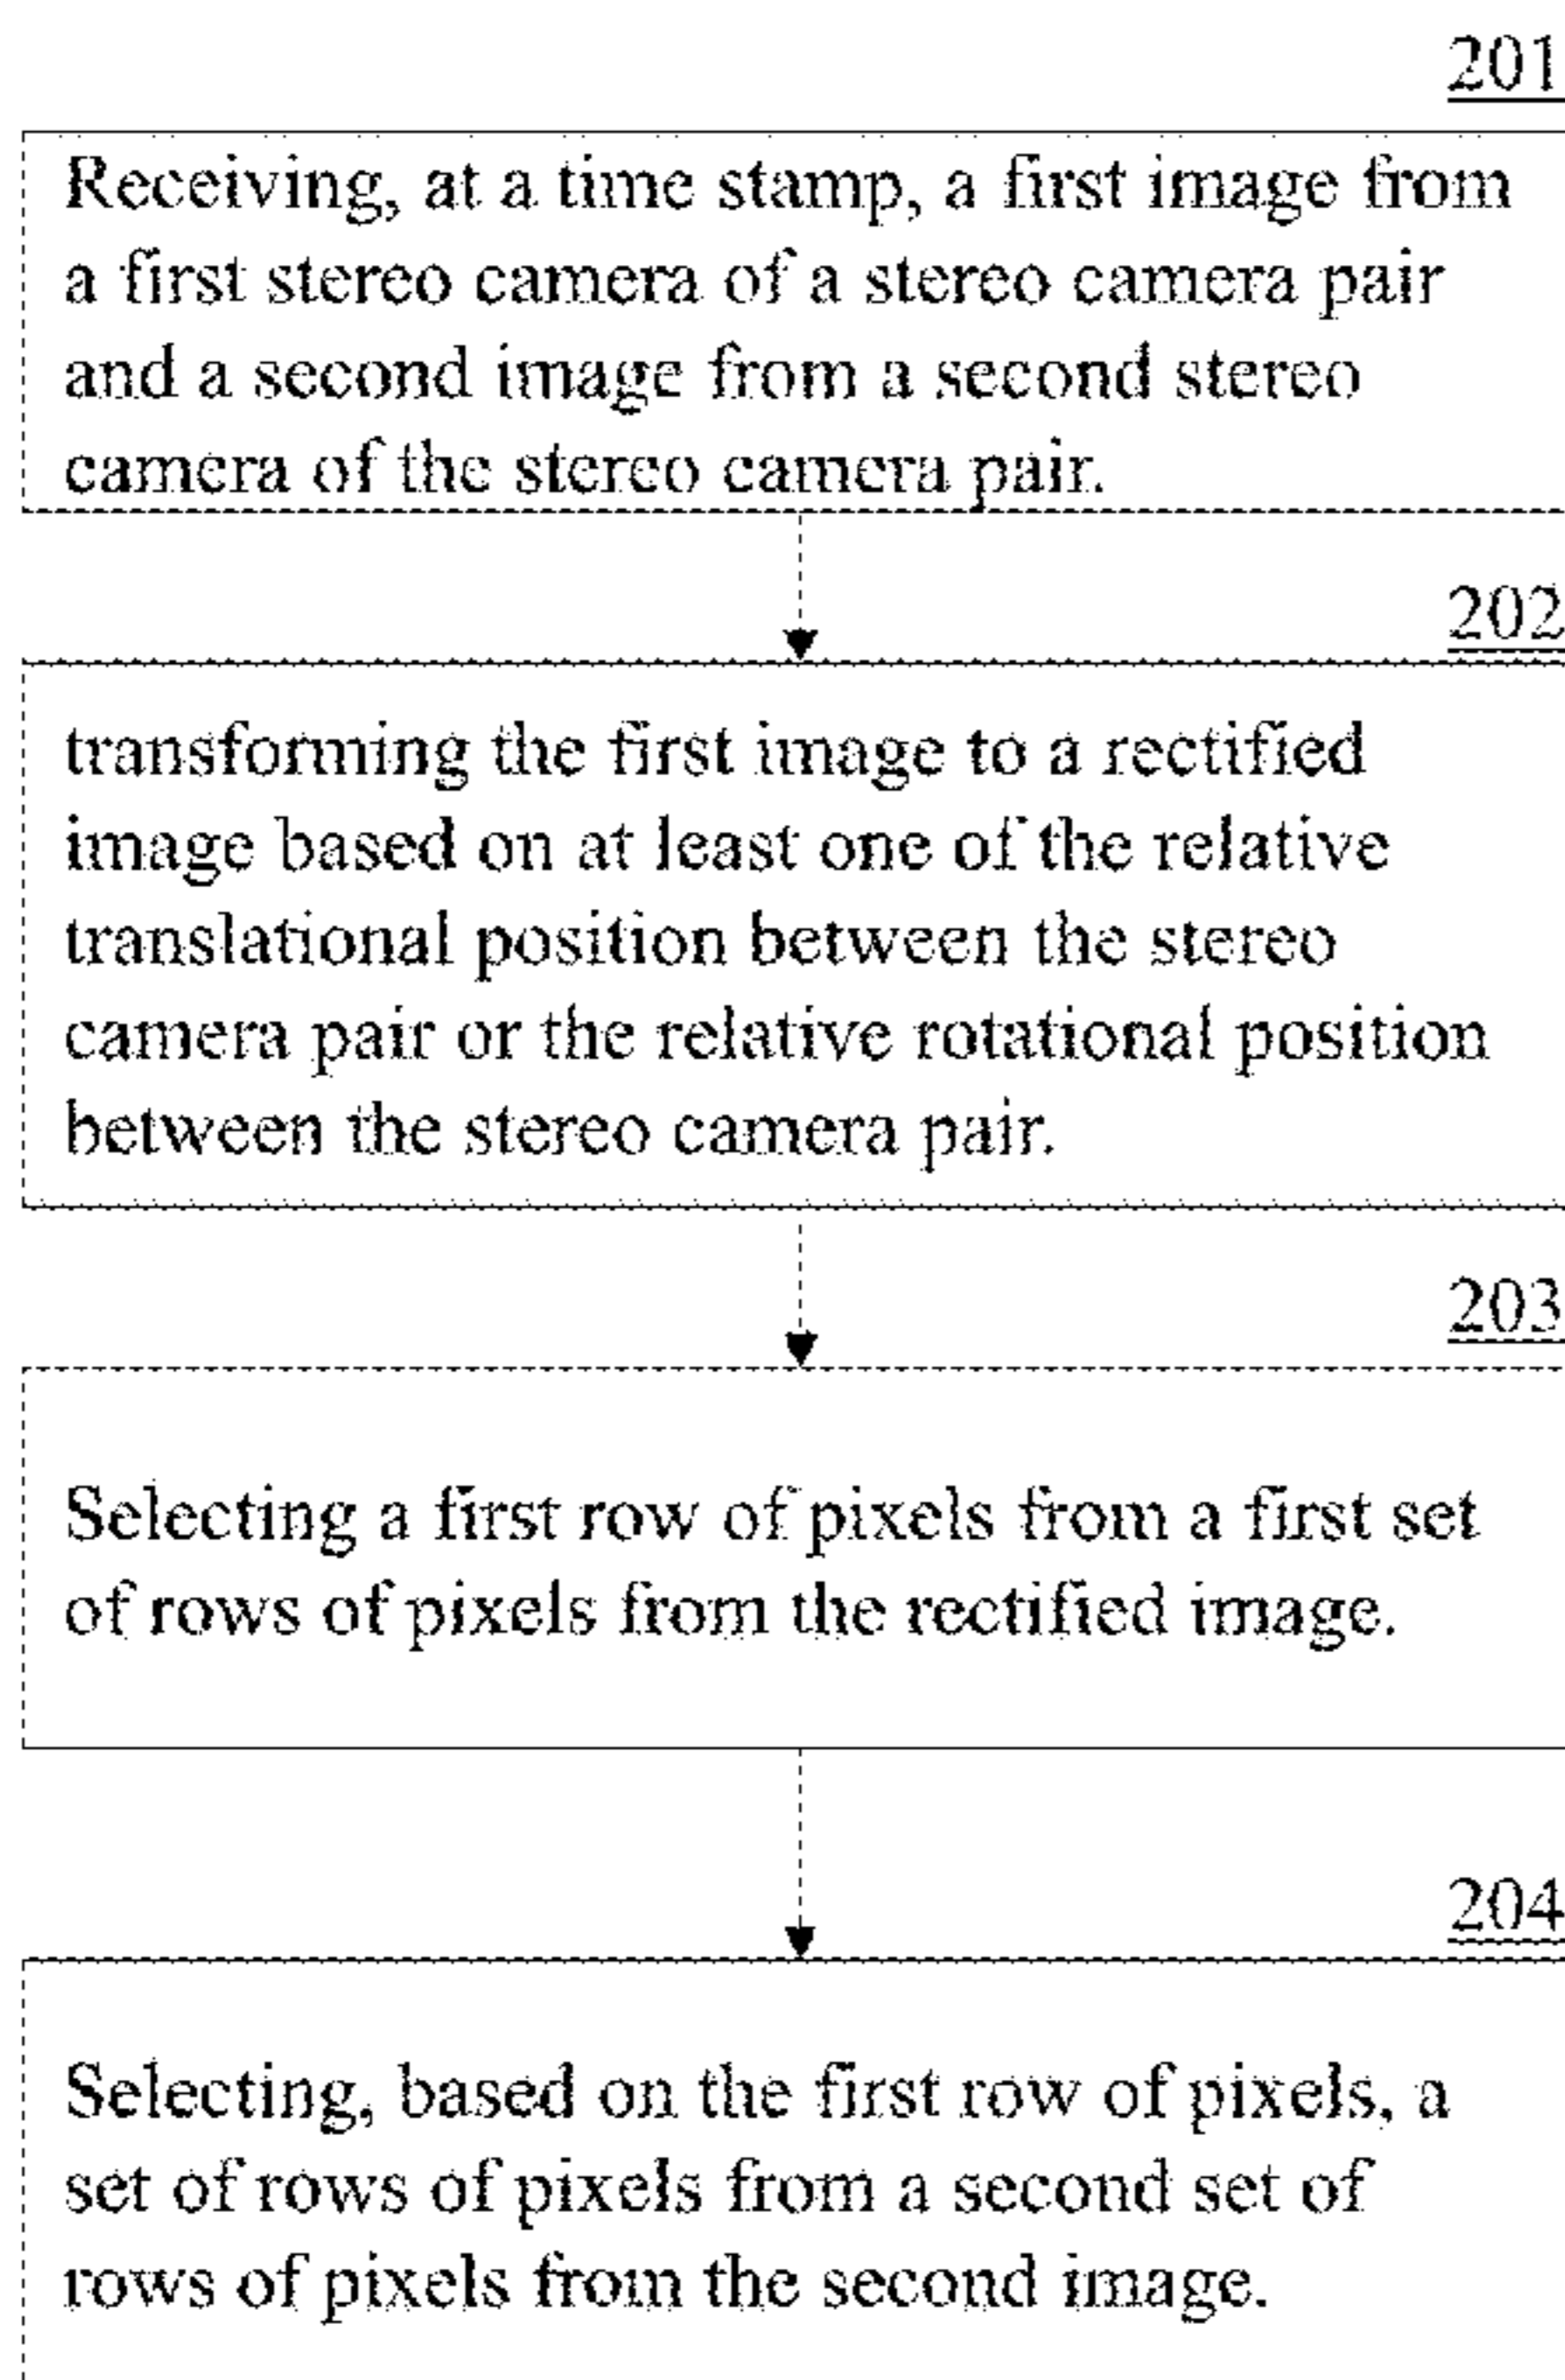 201
Receiving, at a time stamp, a first image from
a first stereo camera of a stereo camera pair
and a second image from a second stereo
camera of the stereo camera pair.
202
transforming the first image to a rectified
image based on at least one of the relative
translational position between the stereo
camera pair or the relative rotational position
between the stereo camera pair.
203
Selecting a first row of pixels from a first set
of rows of pixels from the rectified image.
204
Selecting, based on the first row of pixels, a
set of rows of pixels from a second set of
rows of pixels from the second image.